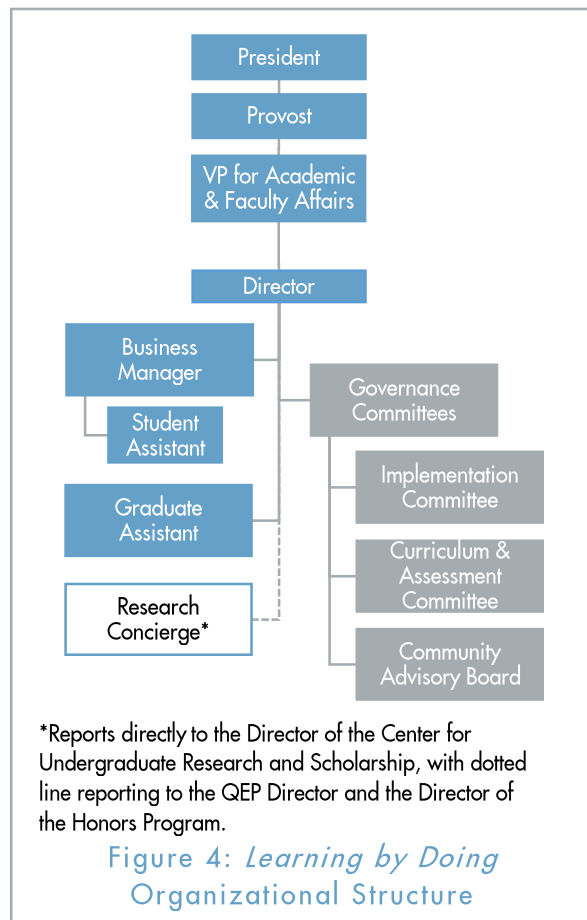 President
Provost
VP for Academic
& Faculty Affairs
Director
Business
Manager
Student
Assistant
Graduate
Assistant
Research
Concierge*
Governance
Committees
Implementation
Committee
Curriculum &
Assessment
Committee
Community
Advisory Board
*Reports directly to the Director of the Center for
Undergraduate Research and Scholarship, with dotted
line reporting to the QEP Director and the Director of
the Honors Program.
Figure 4: Learning by Doing
Organizational Structure